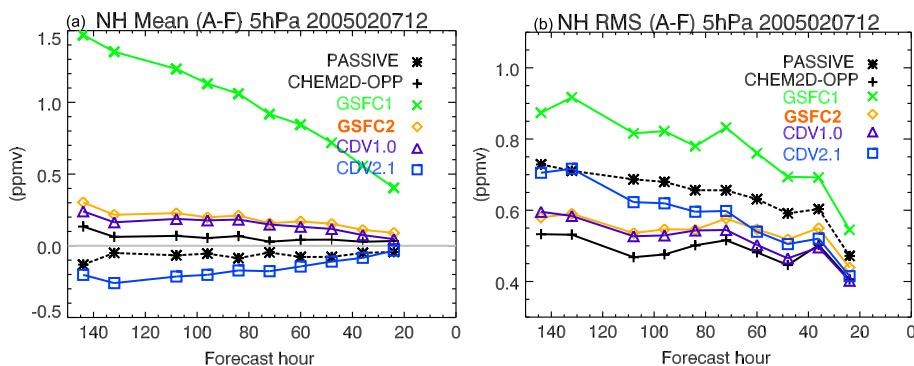 (a) NH Mean (A-F) 5hPa 2005020712
1.5
1.0
0.5
0.0
-0.5
(ppmv)
PASSIVE
CHEM2D-OPP
GSFC1
GSFC2
CDV1.0
CDV2.1
140 120 100 80 60 40 20 0
Forecast hour
(b) NH RMS (A-F) 5hPa 2005020712
1.0
0.8
0.6
0.4
(ppmv)
PASSIVE
CHEM2D-OPP
GSFC1
GSFC2
CDV1.0
CDV2.1
140 120 100 80 60 40 20 0
Forecast hour